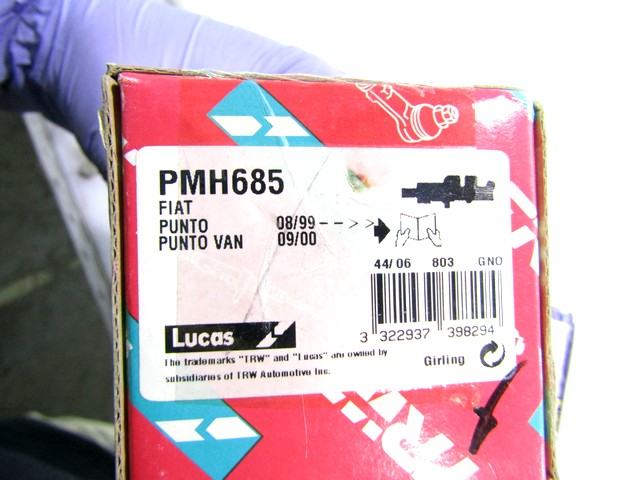 PMH685
FIAT
PUNTO 08/99-->>
PUNTO VAN 09/00
44/06 803 GNO
3 322937 398294
Lucas
The trademarks "TRW" and "Lucas" are owned by
subsidiaries of TRW Automotive Inc.
Girling
TRW